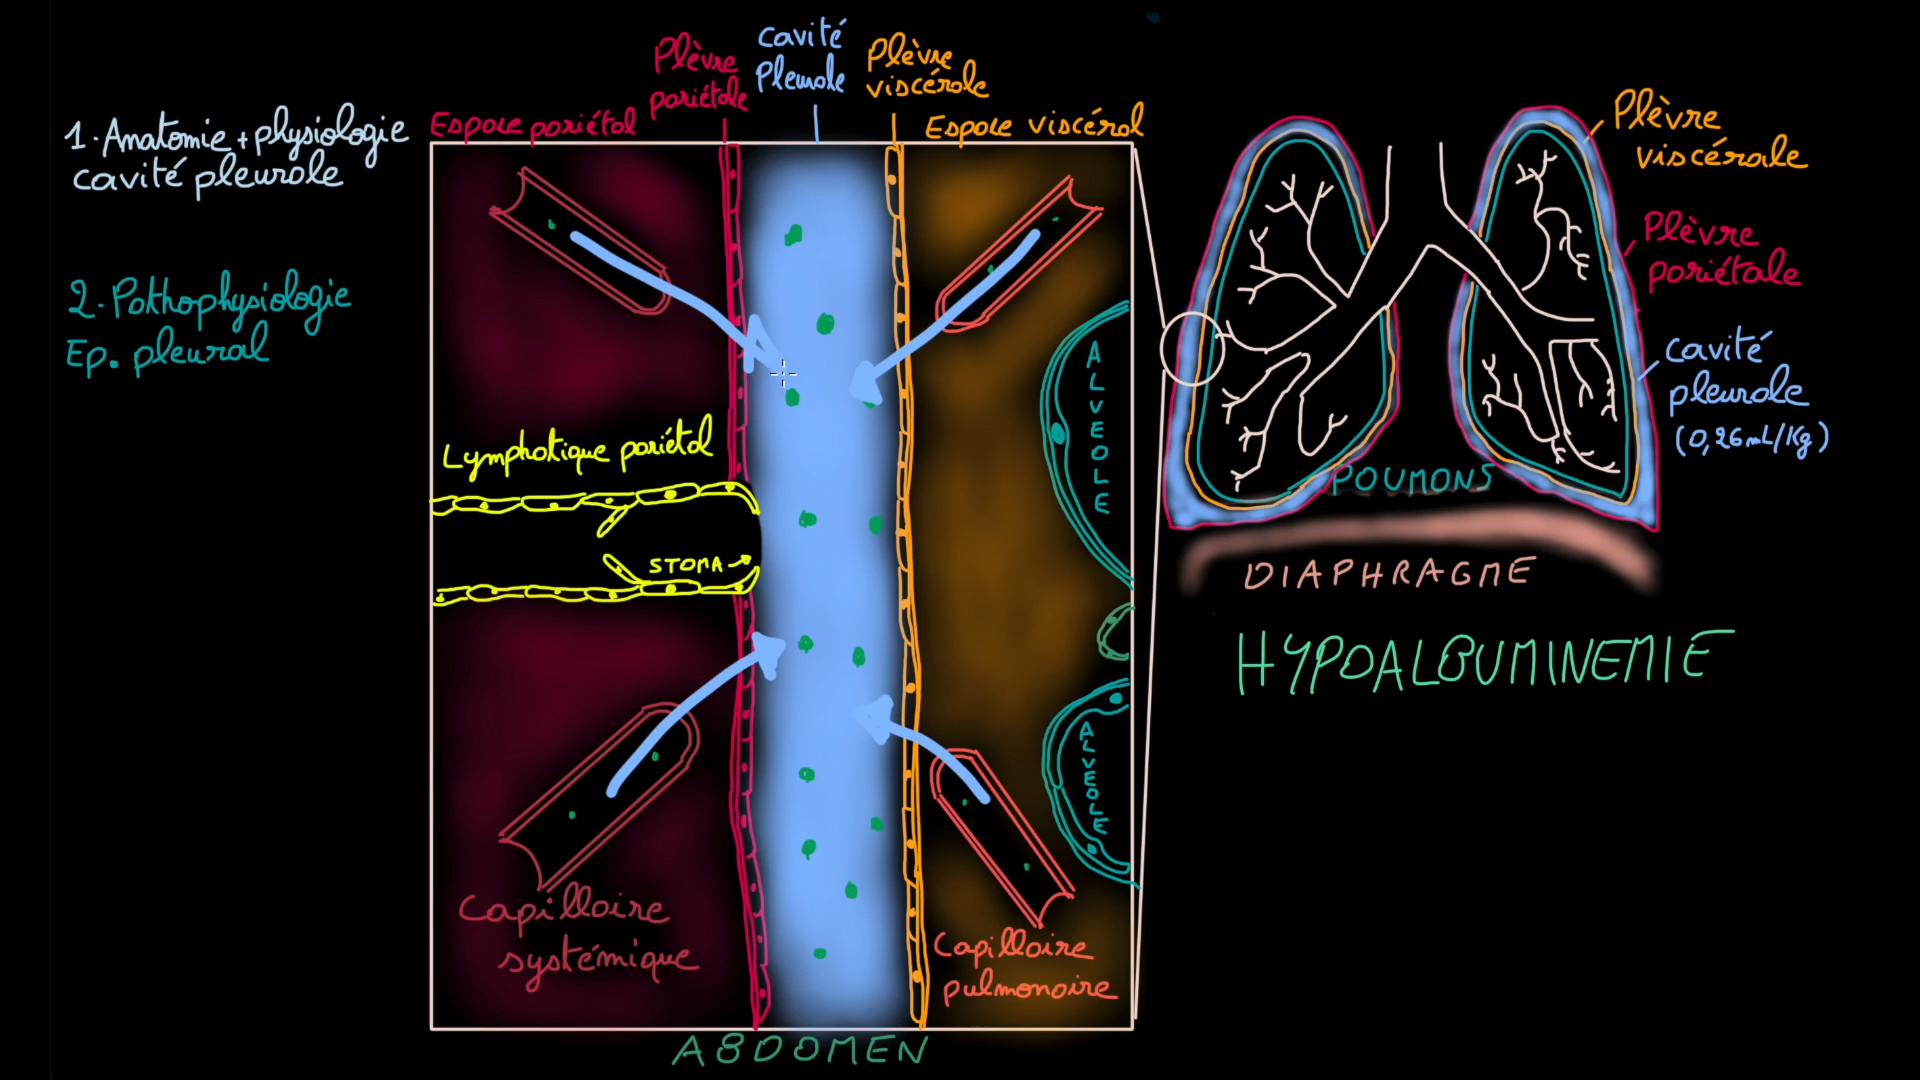 1. Anatomie + physiologie
cavité pleurale
2. Pathophysiologie
Ep. pleural
Espace pariétal
Plèvre
pariétale
Cavité
Pleurale
Plèvre
viscérale
Espace viscéral
Lymphatique pariétal
STOMA
Capillaire
systémique
ALVEOLE
ALVEOLE
Capillaire
pulmonaire
ABDOMEN
Plèvre
viscérale
Plèvre
pariétale
Cavité
pleurale
(0,26mL/Kg)
POUMONS
DIAPHRAGME
HYPOALBUMINEMIE